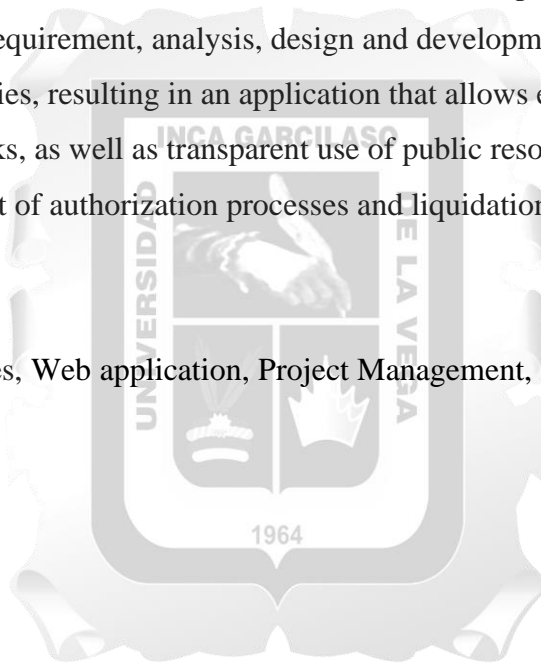 equirement, analysis, design and developm
ies, resulting in an application that allows e
ks, as well as transparent use of public reso
t of authorization processes and liquidation
es, Web application, Project Management,
UNIVERSIDAD
INCA GARCILASO
DE LA VEGA
1964